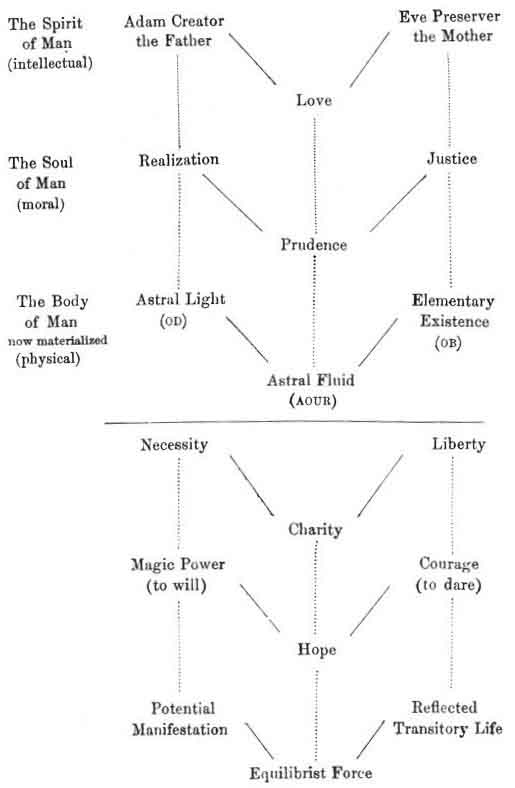 The Spirit
of Man
(intellectual)
Adam Creator
the Father
Eve Preserver
the Mother
Love
The Soul
of Man
(moral)
Realization
Justice
Prudence
The Body
of Man
now materialized
(physical)
Astral Light
(OD)
Elementary
Existence
(OB)
Astral Fluid
(AOUR)
Necessity
Liberty
Charity
Magic Power
(to will)
Courage
(to dare)
Hope
Potential
Manifestation
Reflected
Transitory Life
Equilibrist Force